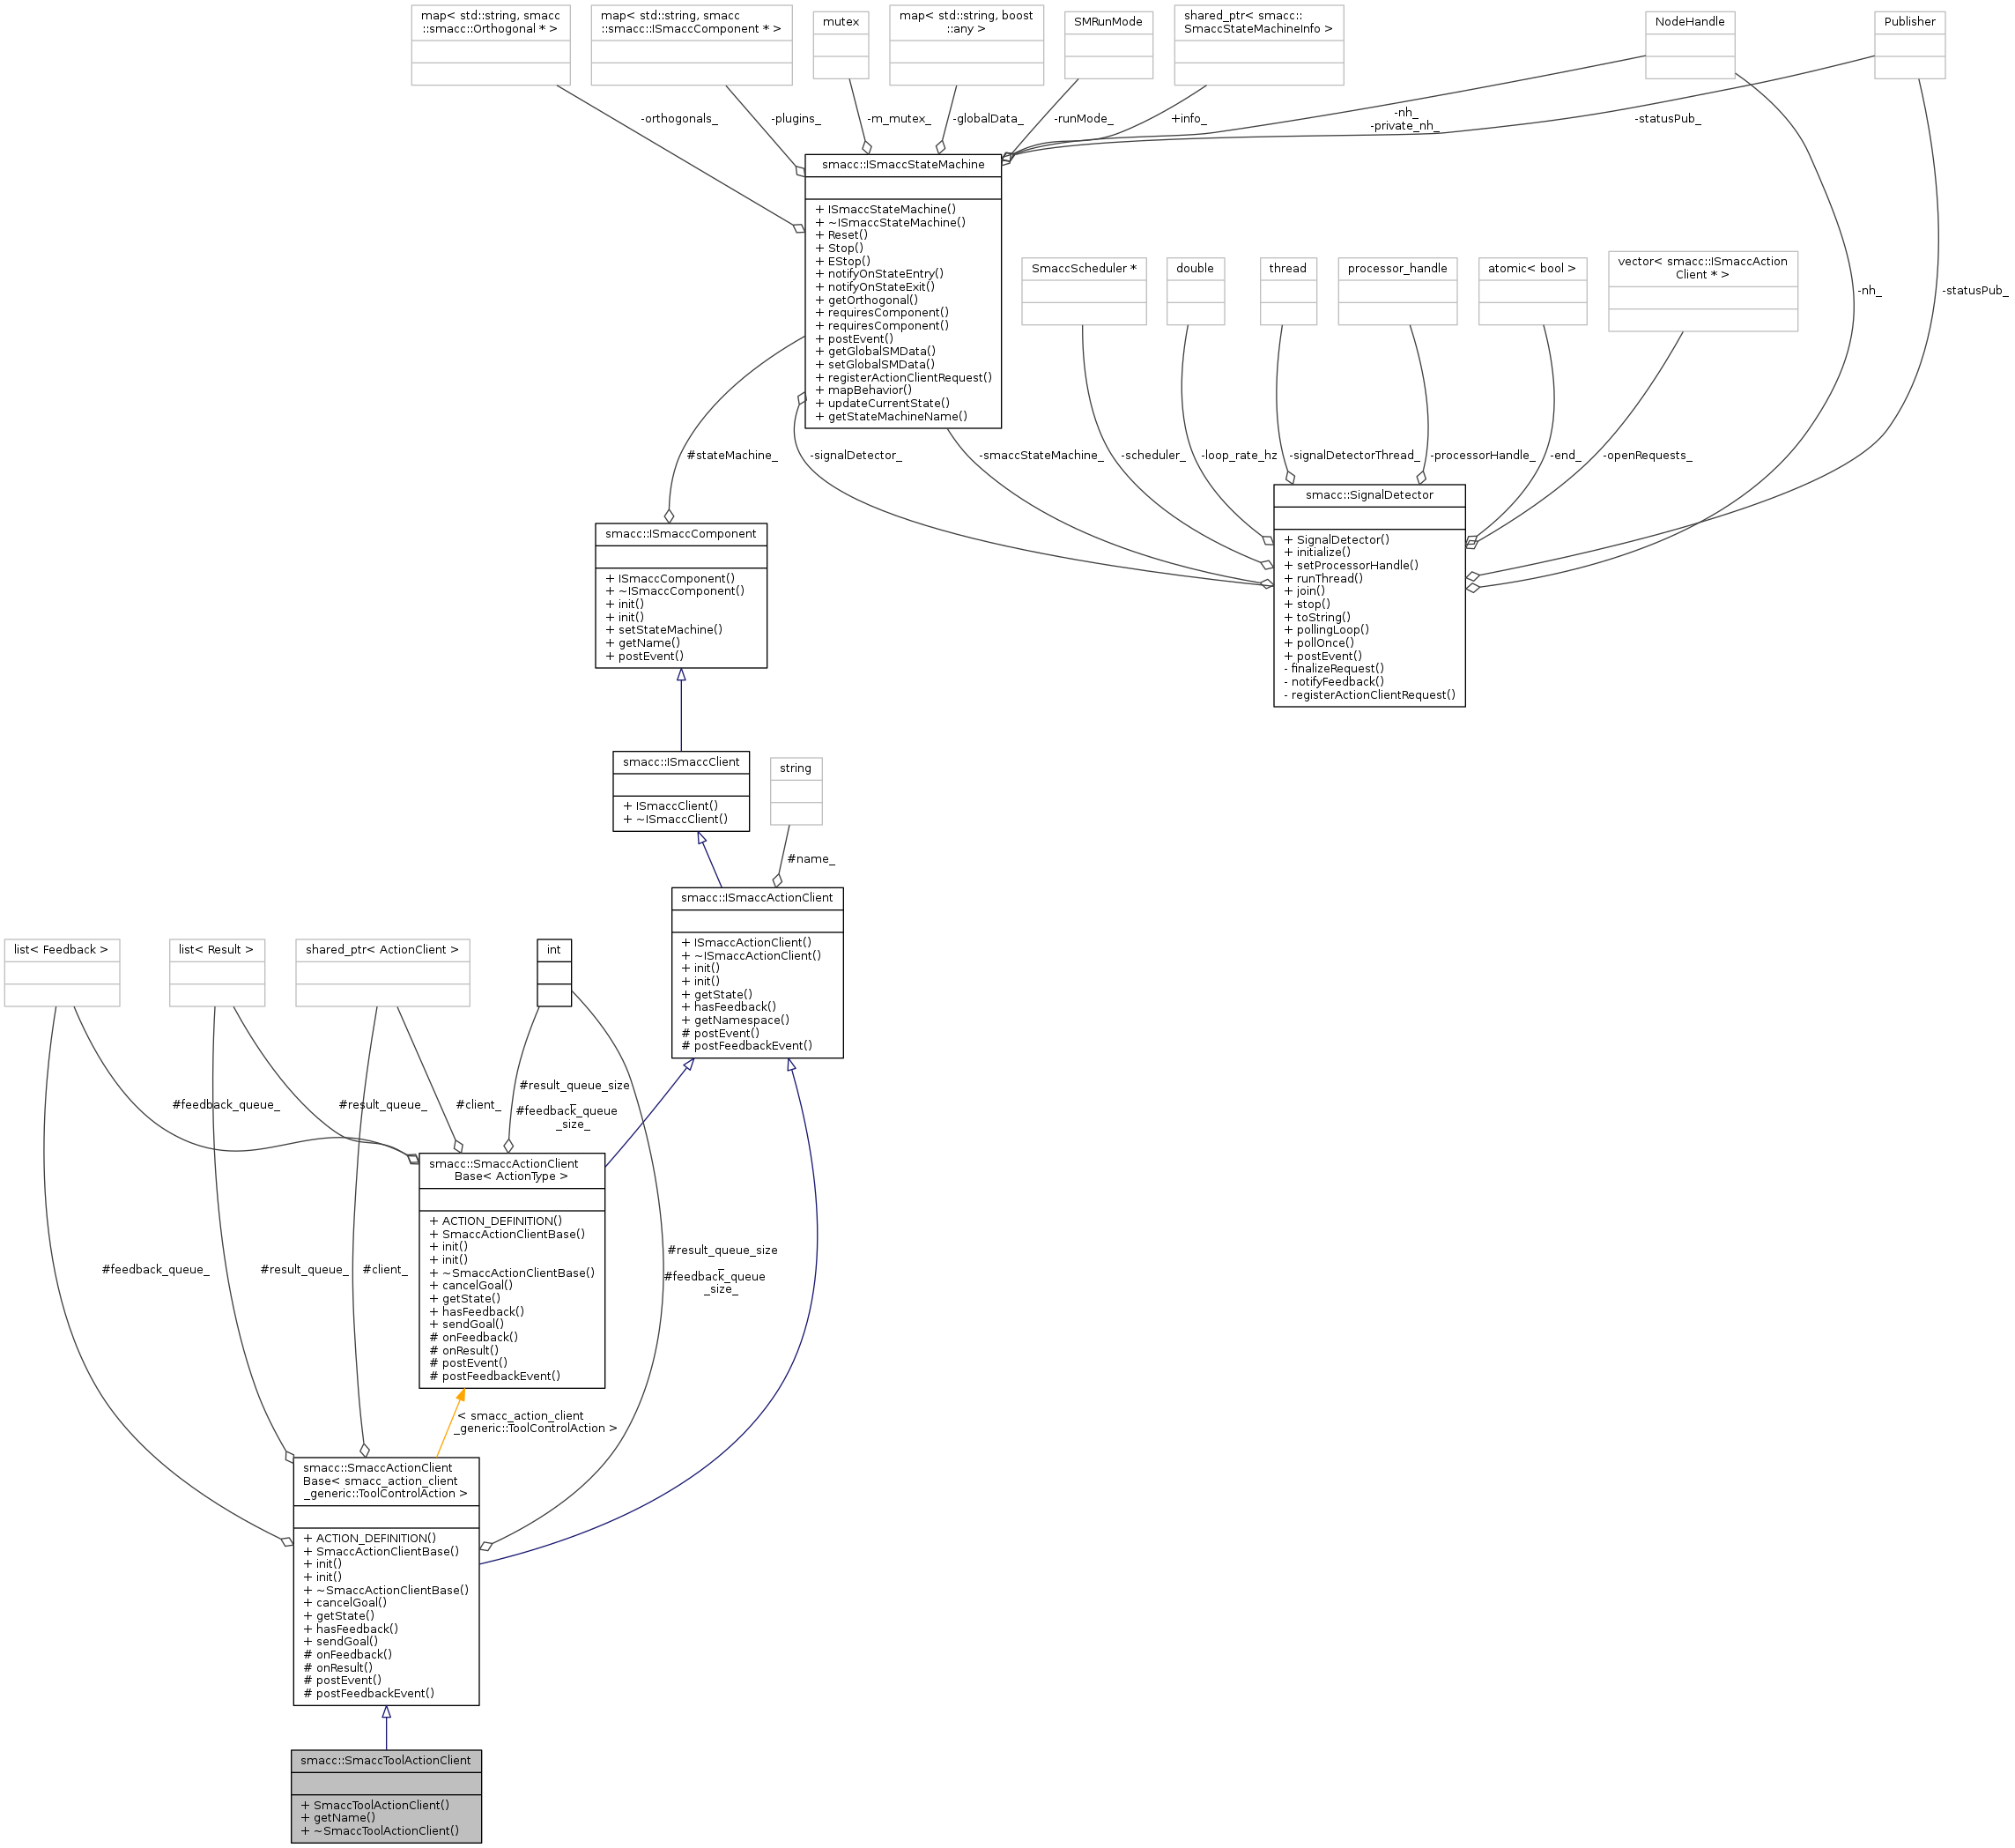 map< std::string, smacc
::smacc::Orthogonal * >
map< std::string, smacc
::smacc::ISmaccComponent * >
mutex
map< std::string, boost
::any >
SMRunMode
shared_ptr< smacc::
SmaccStateMachineInfo >
NodeHandle
Publisher
-orthogonals_
-plugins_
-m_mutex_
-globalData_
-runMode_
+info_
-nh_
-private_nh_
-statusPub_
smacc::ISmaccStateMachine
+ ISmaccStateMachine()
+ ~ISmaccStateMachine()
+ Reset()
+ Stop()
+ EStop()
+ notifyOnStateEntry()
+ notifyOnStateExit()
+ getOrthogonal()
+ requiresComponent()
+ requiresComponent()
+ postEvent()
+ getGlobalSMData()
+ setGlobalSMData()
+ registerActionClientRequest()
+ mapBehavior()
+ updateCurrentState()
+ getStateMachineName()
SmaccScheduler *
double
thread
processor_handle
atomic< bool >
vector< smacc::ISmaccAction
Client * >
-nh_
-statusPub_
#stateMachine_
-signalDetector_
-smaccStateMachine_
-scheduler_
-loop_rate_hz
-signalDetectorThread_
-processorHandle_
-end_
-openRequests_
smacc::SignalDetector
+ SignalDetector()
+ initialize()
+ setProcessorHandle()
+ runThread()
+ join()
+ stop()
+ toString()
+ pollingLoop()
+ pollOnce()
+ postEvent()
- finalizeRequest()
- notifyFeedback()
- registerActionClientRequest()
smacc::ISmaccComponent
+ ISmaccComponent()
+ ~ISmaccComponent()
+ init()
+ init()
+ setStateMachine()
+ getName()
+ postEvent()
smacc::ISmaccClient
+ ISmaccClient()
+ ~ISmaccClient()
string
#name_
smacc::ISmaccActionClient
+ ISmaccActionClient()
+ ~ISmaccActionClient()
+ init()
+ init()
+ getState()
+ hasFeedback()
+ getNamespace()
# postEvent()
# postFeedbackEvent()
list< Feedback >
list< Result >
shared_ptr< ActionClient >
int
#feedback_queue_
#result_queue_
#client_
#result_queue_size
_
#feedback_queue
_size_
smacc::SmaccActionClient
Base< ActionType >
+ ACTION_DEFINITION()
+ SmaccActionClientBase()
+ init()
+ init()
+ ~SmaccActionClientBase()
+ cancelGoal()
+ getState()
+ hasFeedback()
+ sendGoal()
# onFeedback()
# onResult()
# postEvent()
# postFeedbackEvent()
#feedback_queue_
#result_queue_
#client_
#result_queue_size
_
#feedback_queue
_size_
< smacc_action_client
_generic::ToolControlAction >
smacc::SmaccActionClient
Base< smacc_action_client
_generic::ToolControlAction >
+ ACTION_DEFINITION()
+ SmaccActionClientBase()
+ init()
+ init()
+ ~SmaccActionClientBase()
+ cancelGoal()
+ getState()
+ hasFeedback()
+ sendGoal()
# onFeedback()
# onResult()
# postEvent()
# postFeedbackEvent()
smacc::SmaccToolActionClient
+ SmaccToolActionClient()
+ getName()
+ ~SmaccToolActionClient()